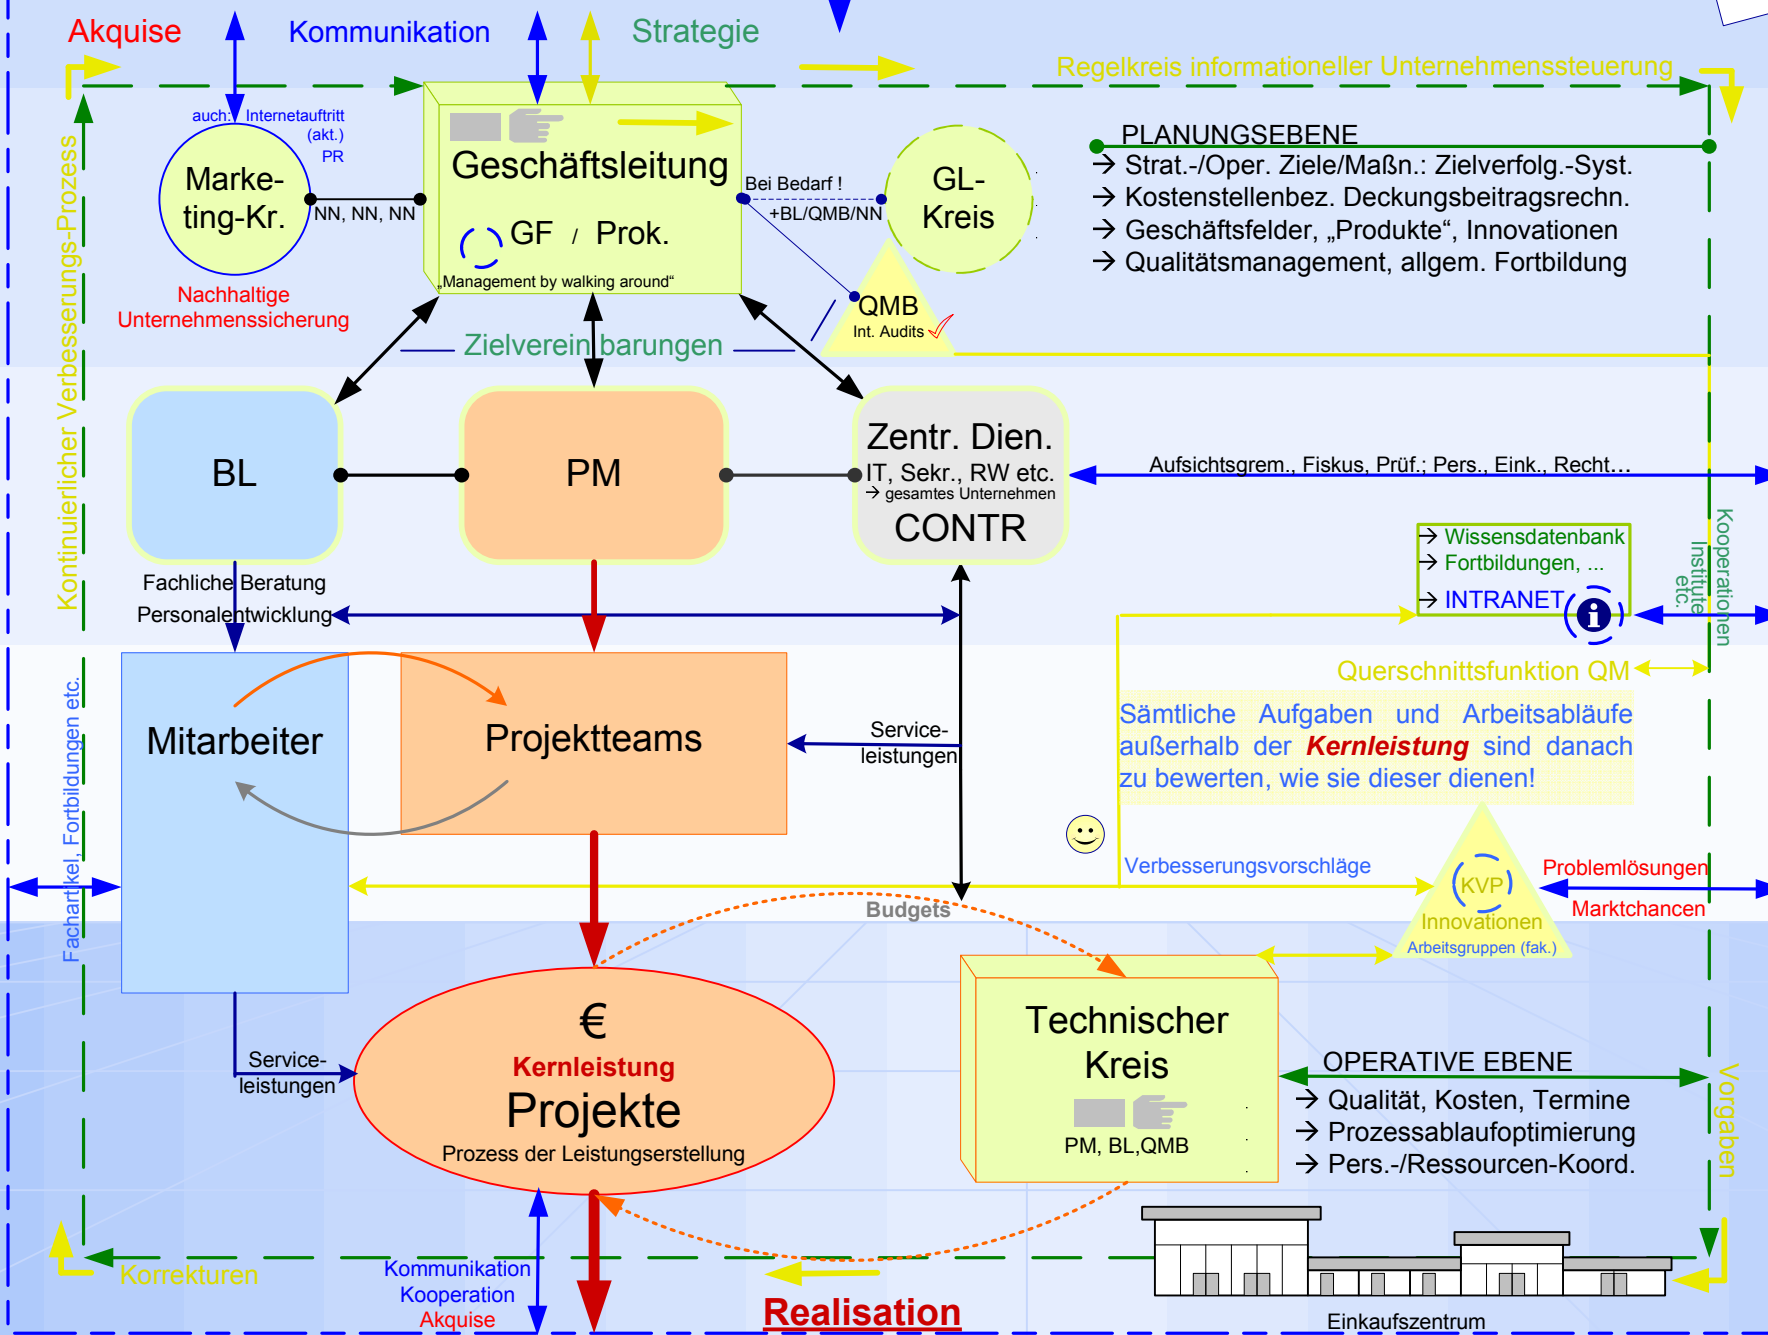 Akquise
Kommunikation
Strategie
Regelkreis informationeller Unternehmenssteuerung
auch: Internetauftritt
(akt.)
PR
Marke-
ting-Kr.
NN, NN, NN
Nachhaltige
Unternehmenssicherung
Geschäftsleitung
GF / Prok.
„Management by walking around“
Bei Bedarf !
+BL/QMB/NN
GL-
Kreis
QMB
Int. Audits
PLANUNGSEBENE
→ Strat.-/Oper. Ziele/Maßn.: Zielverfolg.-Syst.
→ Kostenstellenbez. Deckungsbeitragsrechn.
→ Geschäftsfelder, „Produkte“, Innovationen
→ Qualitätsmanagement, allgem. Fortbildung
Kontinuierlicher Verbesserungs-Prozess
Zielvereinbarungen
BL
PM
Zentr. Dien.
IT, Sekr., RW etc.
→ gesamtes Unternehmen
CONTR
Aufsichtsgrem., Fiskus, Prüf.; Pers., Eink., Recht...
Fachliche Beratung
Personalentwicklung
→ Wissensdatenbank
→ Fortbildungen, ...
→ INTRANET
i
Kooperationen
Institute
etc.
Querschnittsfunktion QM
Sämtliche Aufgaben und Arbeitsabläufe
außerhalb der Kernleistung sind danach
zu bewerten, wie sie dieser dienen!
Mitarbeiter
Projektteams
Service-
leistungen
Fachartikel, Fortbildungen etc.
Verbesserungsvorschläge
KVP
Innovationen
Arbeitsgruppen (fak.)
Problemlösungen
Marktchancen
Budgets
€
Kernleistung
Projekte
Prozess der Leistungserstellung
Service-
leistungen
Technischer
Kreis
PM, BL,QMB
OPERATIVE EBENE
→ Qualität, Kosten, Termine
→ Prozessablaufoptimierung
→ Pers.-/Ressourcen-Koord.
Vorgaben
Korrekturen
Kommunikation
Kooperation
Akquise
Realisation
Einkaufszentrum